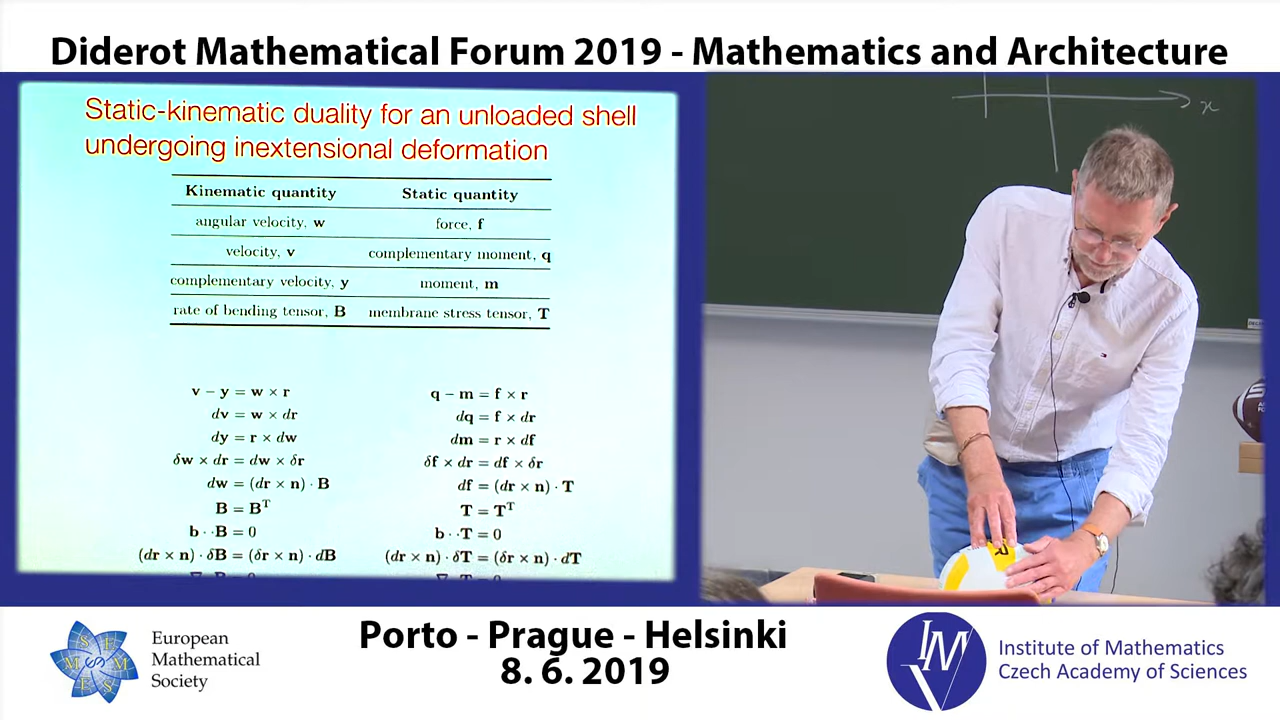 Diderot Mathematical Forum 2019 - Mathematics and Architecture
Static-kinematic duality for an unloaded shell
undergoing inextensional deformation
Kinematic quantity Static quantity
angular velocity, w force, f
velocity, v complementary moment, q
complementary velocity, y moment, m
rate of bending tensor, B membrane stress tensor, T
v − y = w × r q − m = f × r
dv = w × dr dq = f × dr
dy = r × dw dm = r × df
δw × dr = dw × δr δf × dr = df × δr
dw = (dr × n) · B df = (dr × n) · T
B = Bᵀ T = Tᵀ
b · · B = 0 b · · T = 0
(dr × n) · δB = (δr × n) · dB (dr × n) · δT = (δr × n) · dT
x
R
European
Mathematical
Society
Porto - Prague - Helsinki
8. 6. 2019
IMV
Institute of Mathematics
Czech Academy of Sciences